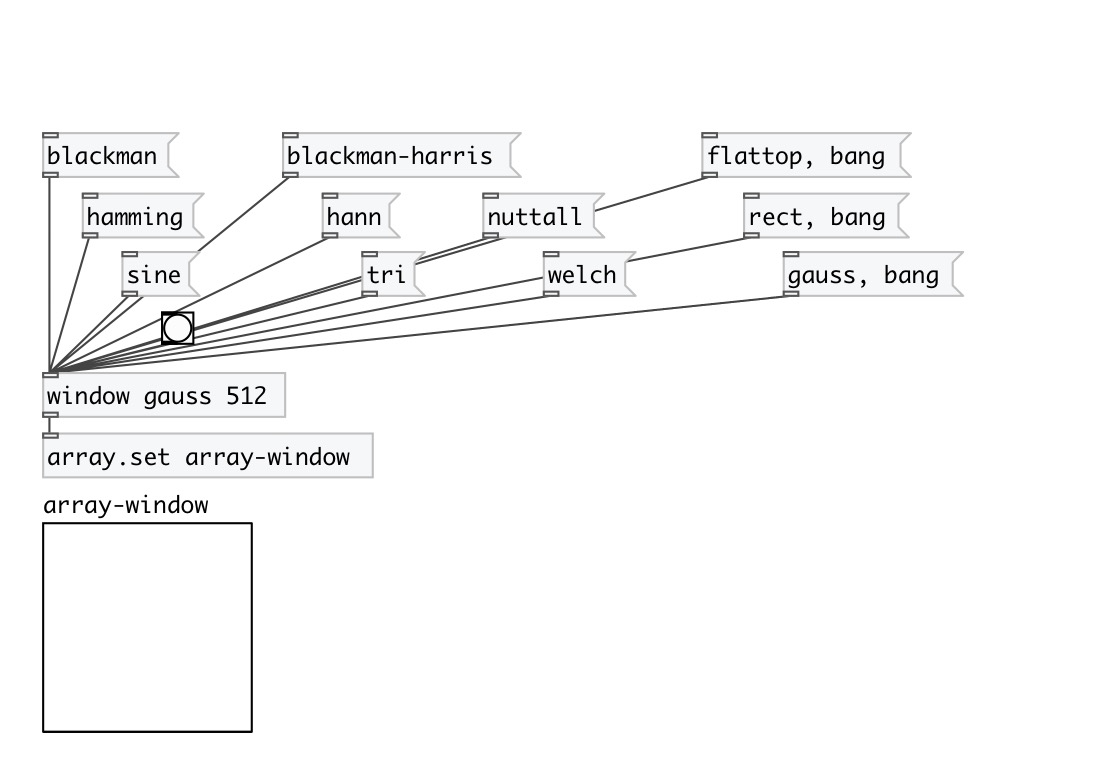 blackman
blackman-harris
flattop, bang
hamming
hann
nuttall
rect, bang
sine
tri
welch
gauss, bang
window gauss 512
array.set array-window
array-window